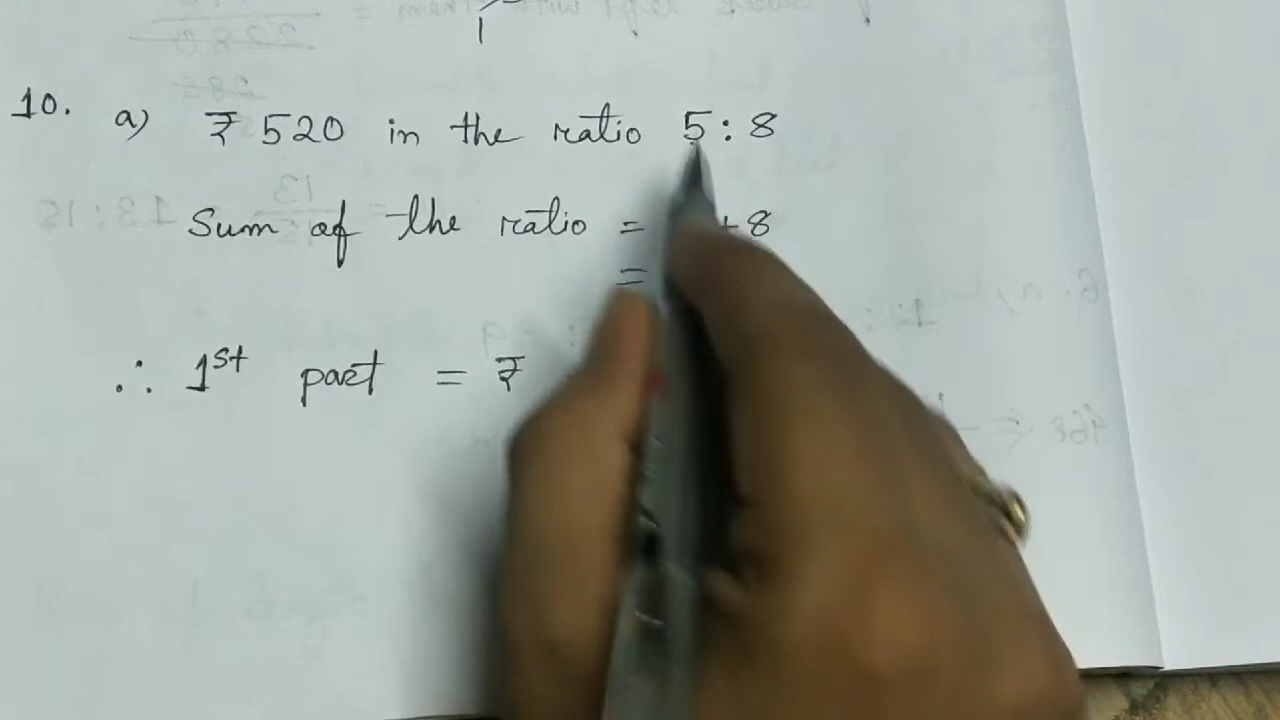 10. a) ₹ 520 in the ratio 5 : 8
Sum of the ratio = + 8
=
∴ 1st part = ₹